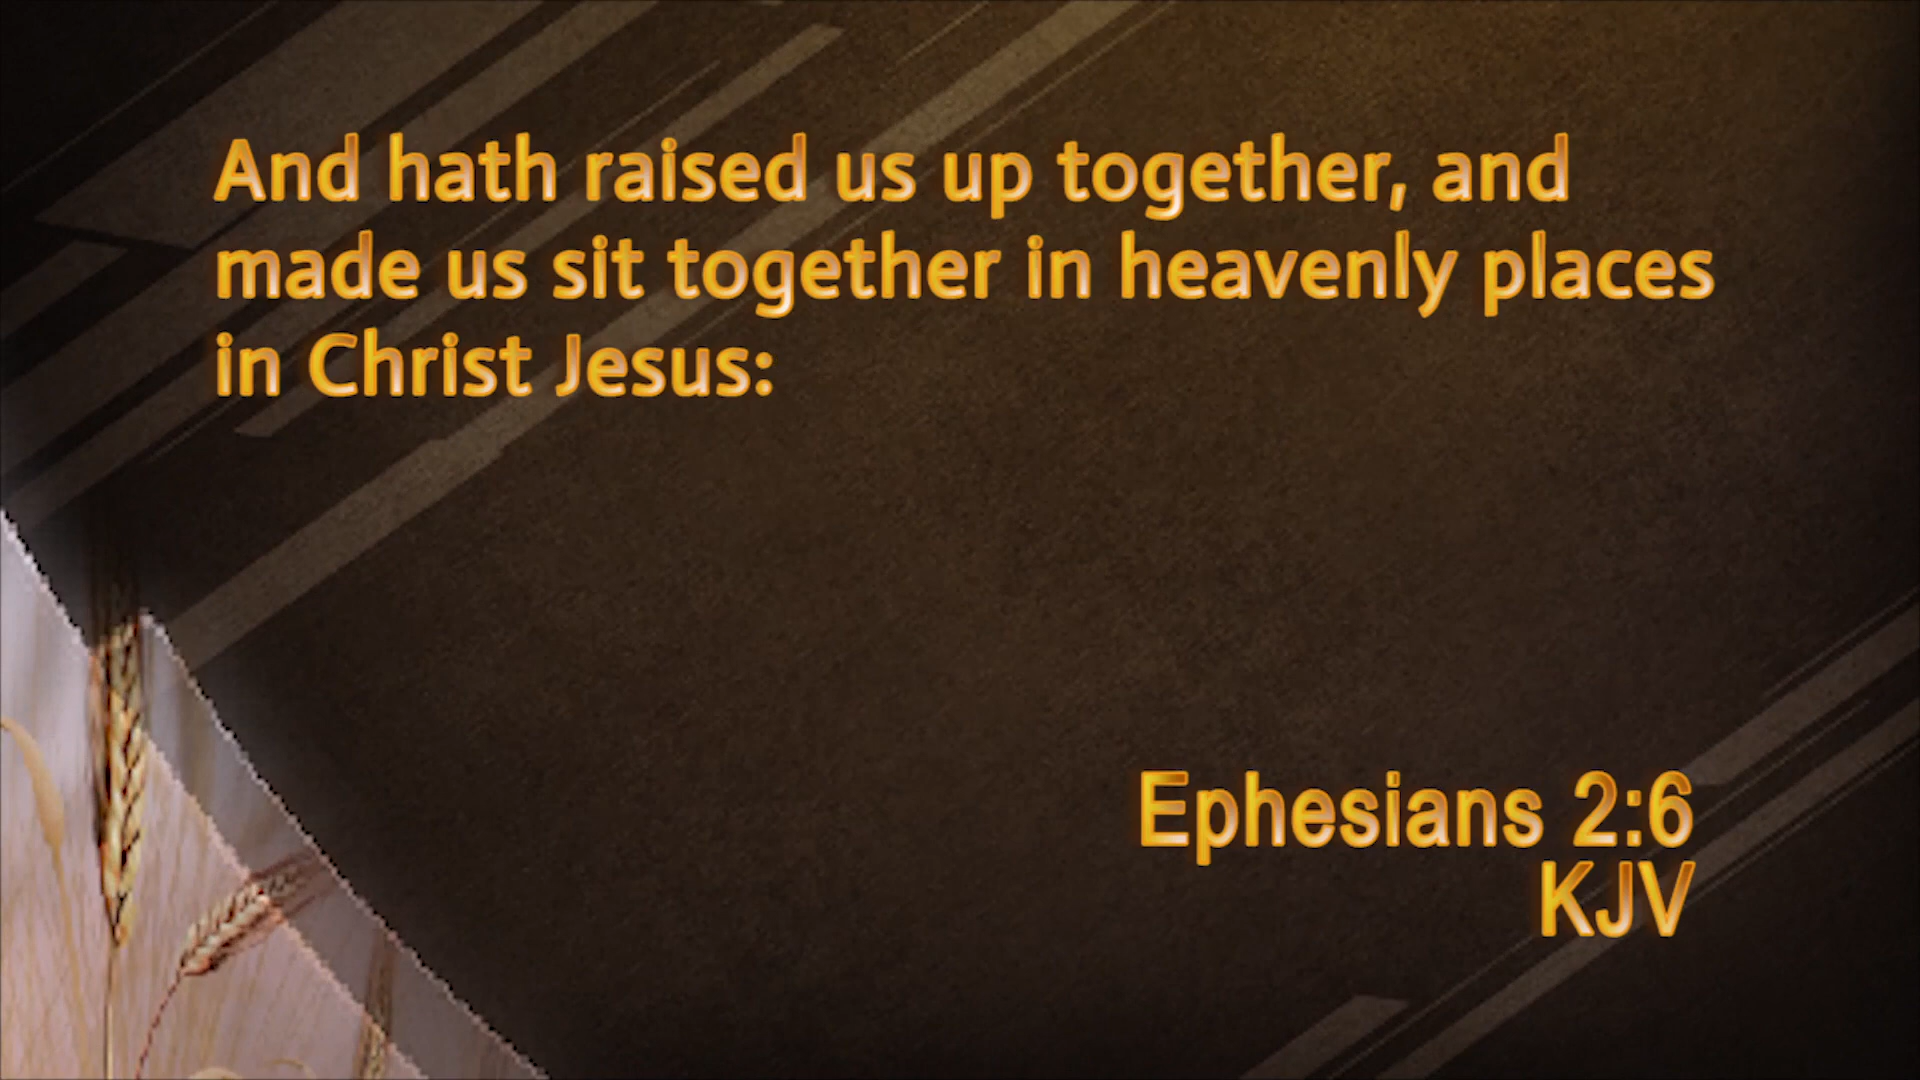 And hath raised us up together, and
made us sit together in heavenly places
in Christ Jesus:
Ephesians 2:6
KJV